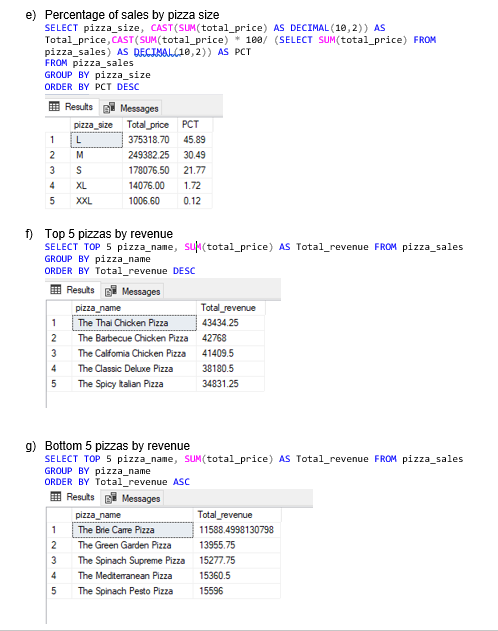 e) Percentage of sales by pizza size
SELECT pizza_size, CAST(SUM(total_price) AS DECIMAL(10,2)) AS
Total_price,CAST(SUM(total_price) * 100/ (SELECT SUM(total_price) FROM
pizza_sales) AS DECIMAL(10,2)) AS PCT
FROM pizza_sales
GROUP BY pizza_size
ORDER BY PCT DESC
Results Messages
pizza_size Total_price PCT
1 L 375318.70 45.89
2 M 249382.25 30.49
3 S 178076.50 21.77
4 XL 14076.00 1.72
5 XXL 1006.60 0.12
f) Top 5 pizzas by revenue
SELECT TOP 5 pizza_name, SUM(total_price) AS Total_revenue FROM pizza_sales
GROUP BY pizza_name
ORDER BY Total_revenue DESC
Results Messages
pizza_name Total_revenue
1 The Thai Chicken Pizza 43434.25
2 The Barbecue Chicken Pizza 42768
3 The California Chicken Pizza 41409.5
4 The Classic Deluxe Pizza 38180.5
5 The Spicy Italian Pizza 34831.25
g) Bottom 5 pizzas by revenue
SELECT TOP 5 pizza_name, SUM(total_price) AS Total_revenue FROM pizza_sales
GROUP BY pizza_name
ORDER BY Total_revenue ASC
Results Messages
pizza_name Total_revenue
1 The Brie Carre Pizza 11588.4998130798
2 The Green Garden Pizza 13955.75
3 The Spinach Supreme Pizza 15277.75
4 The Mediterranean Pizza 15360.5
5 The Spinach Pesto Pizza 15596